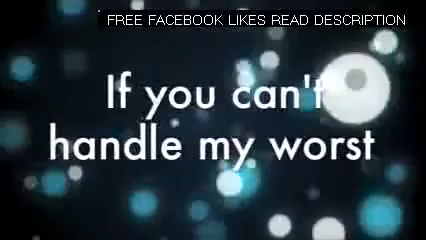 FREE FACEBOOK LIKES READ DESCRIPTION
If you can't
handle my worst